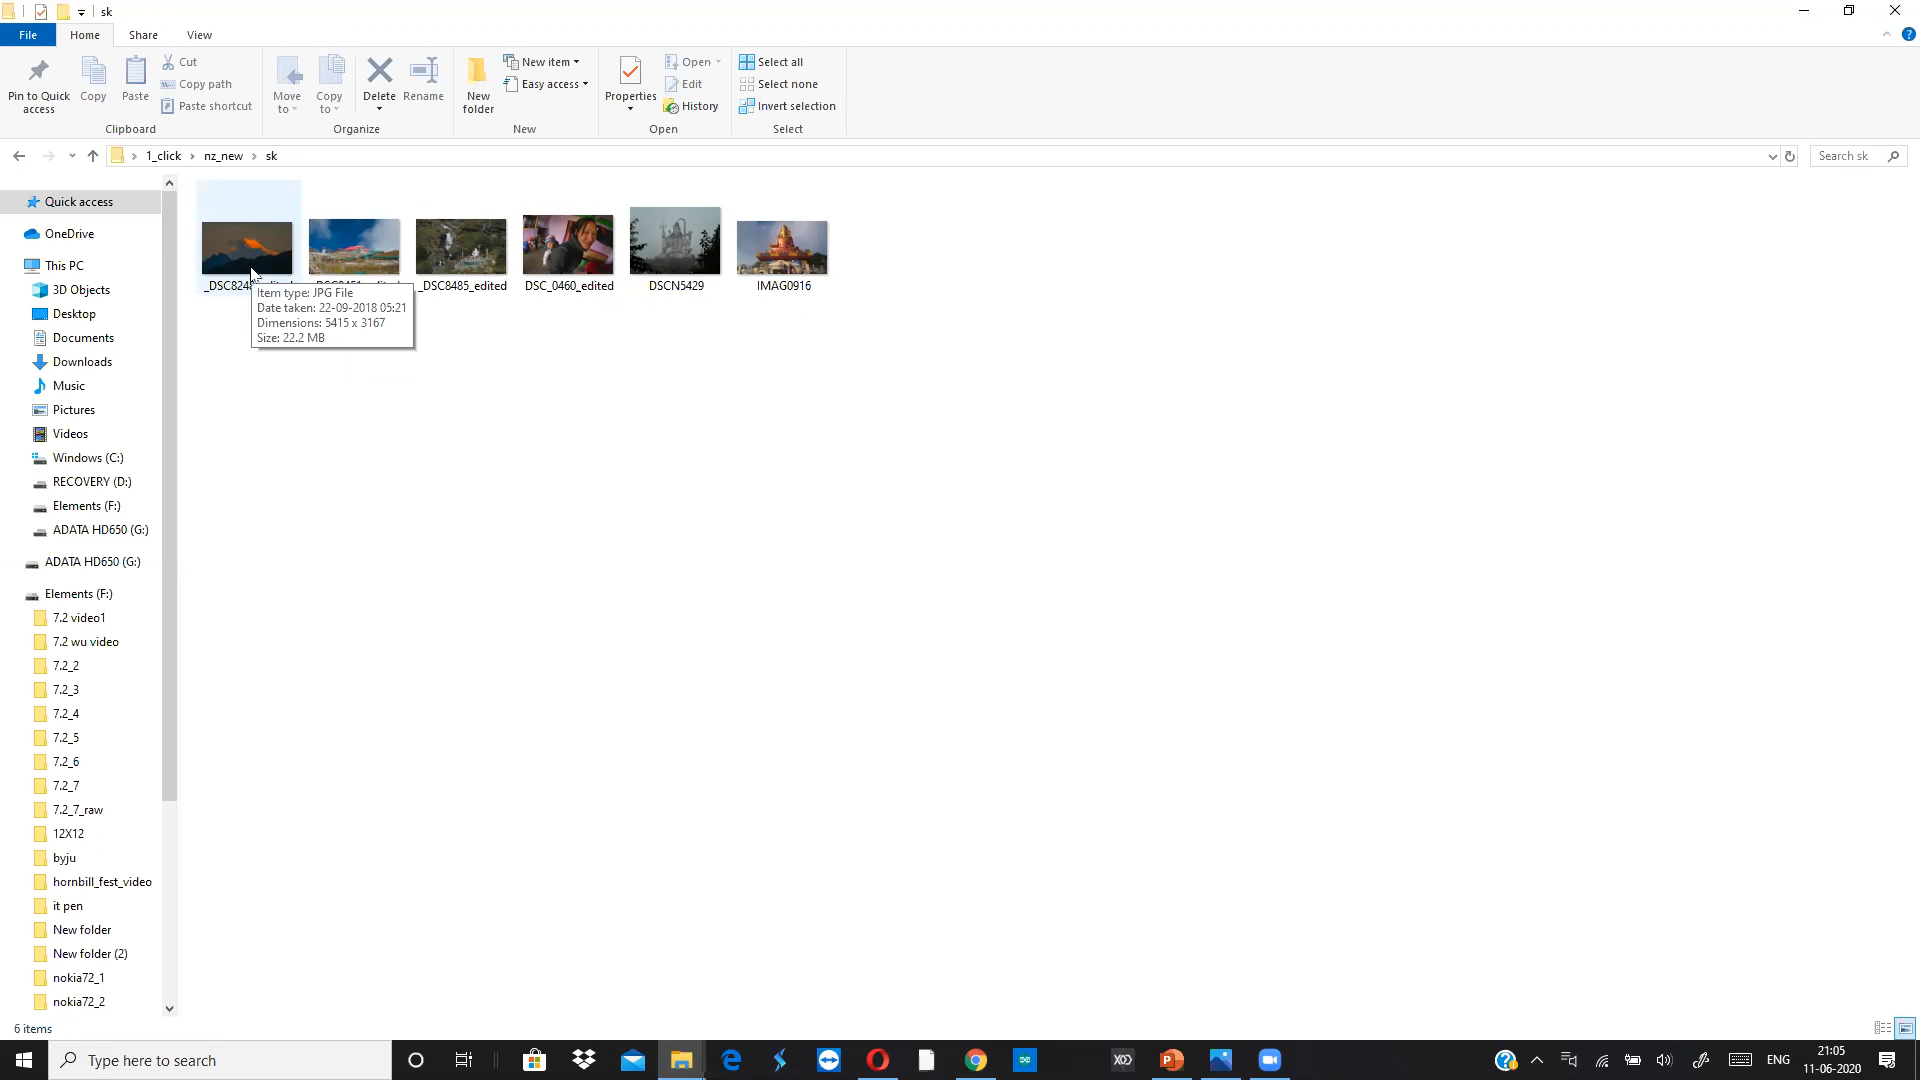 sk
File Home Share View
Pin to Quick access
Copy
Paste
Cut
Copy path
Paste shortcut
Clipboard
Move to
Copy to
Delete
Rename
Organize
New folder
New item
Easy access
New
Properties
Open
Edit
History
Open
Select all
Select none
Invert selection
Select
1_click > nz_new > sk
Search sk
Quick access
OneDrive
This PC
3D Objects
Desktop
Documents
Downloads
Music
Pictures
Videos
Windows (C:)
RECOVERY (D:)
Elements (F:)
ADATA HD650 (G:)
ADATA HD650 (G:)
Elements (F:)
7.2 video1
7.2 wu video
7.2_2
7.2_3
7.2_4
7.2_5
7.2_6
7.2_7
7.2_7_raw
12X12
byju
hornbill_fest_video
it pen
New folder
New folder (2)
nokia72_1
nokia72_2
_DSC8485_edited
DSC_0460_edited
DSCN5429
IMAG0916
Item type: JPG File
Date taken: 22-09-2018 05:21
Dimensions: 5415 x 3167
Size: 22.2 MB
6 items
Type here to search
ENG
21:05
11-06-2020